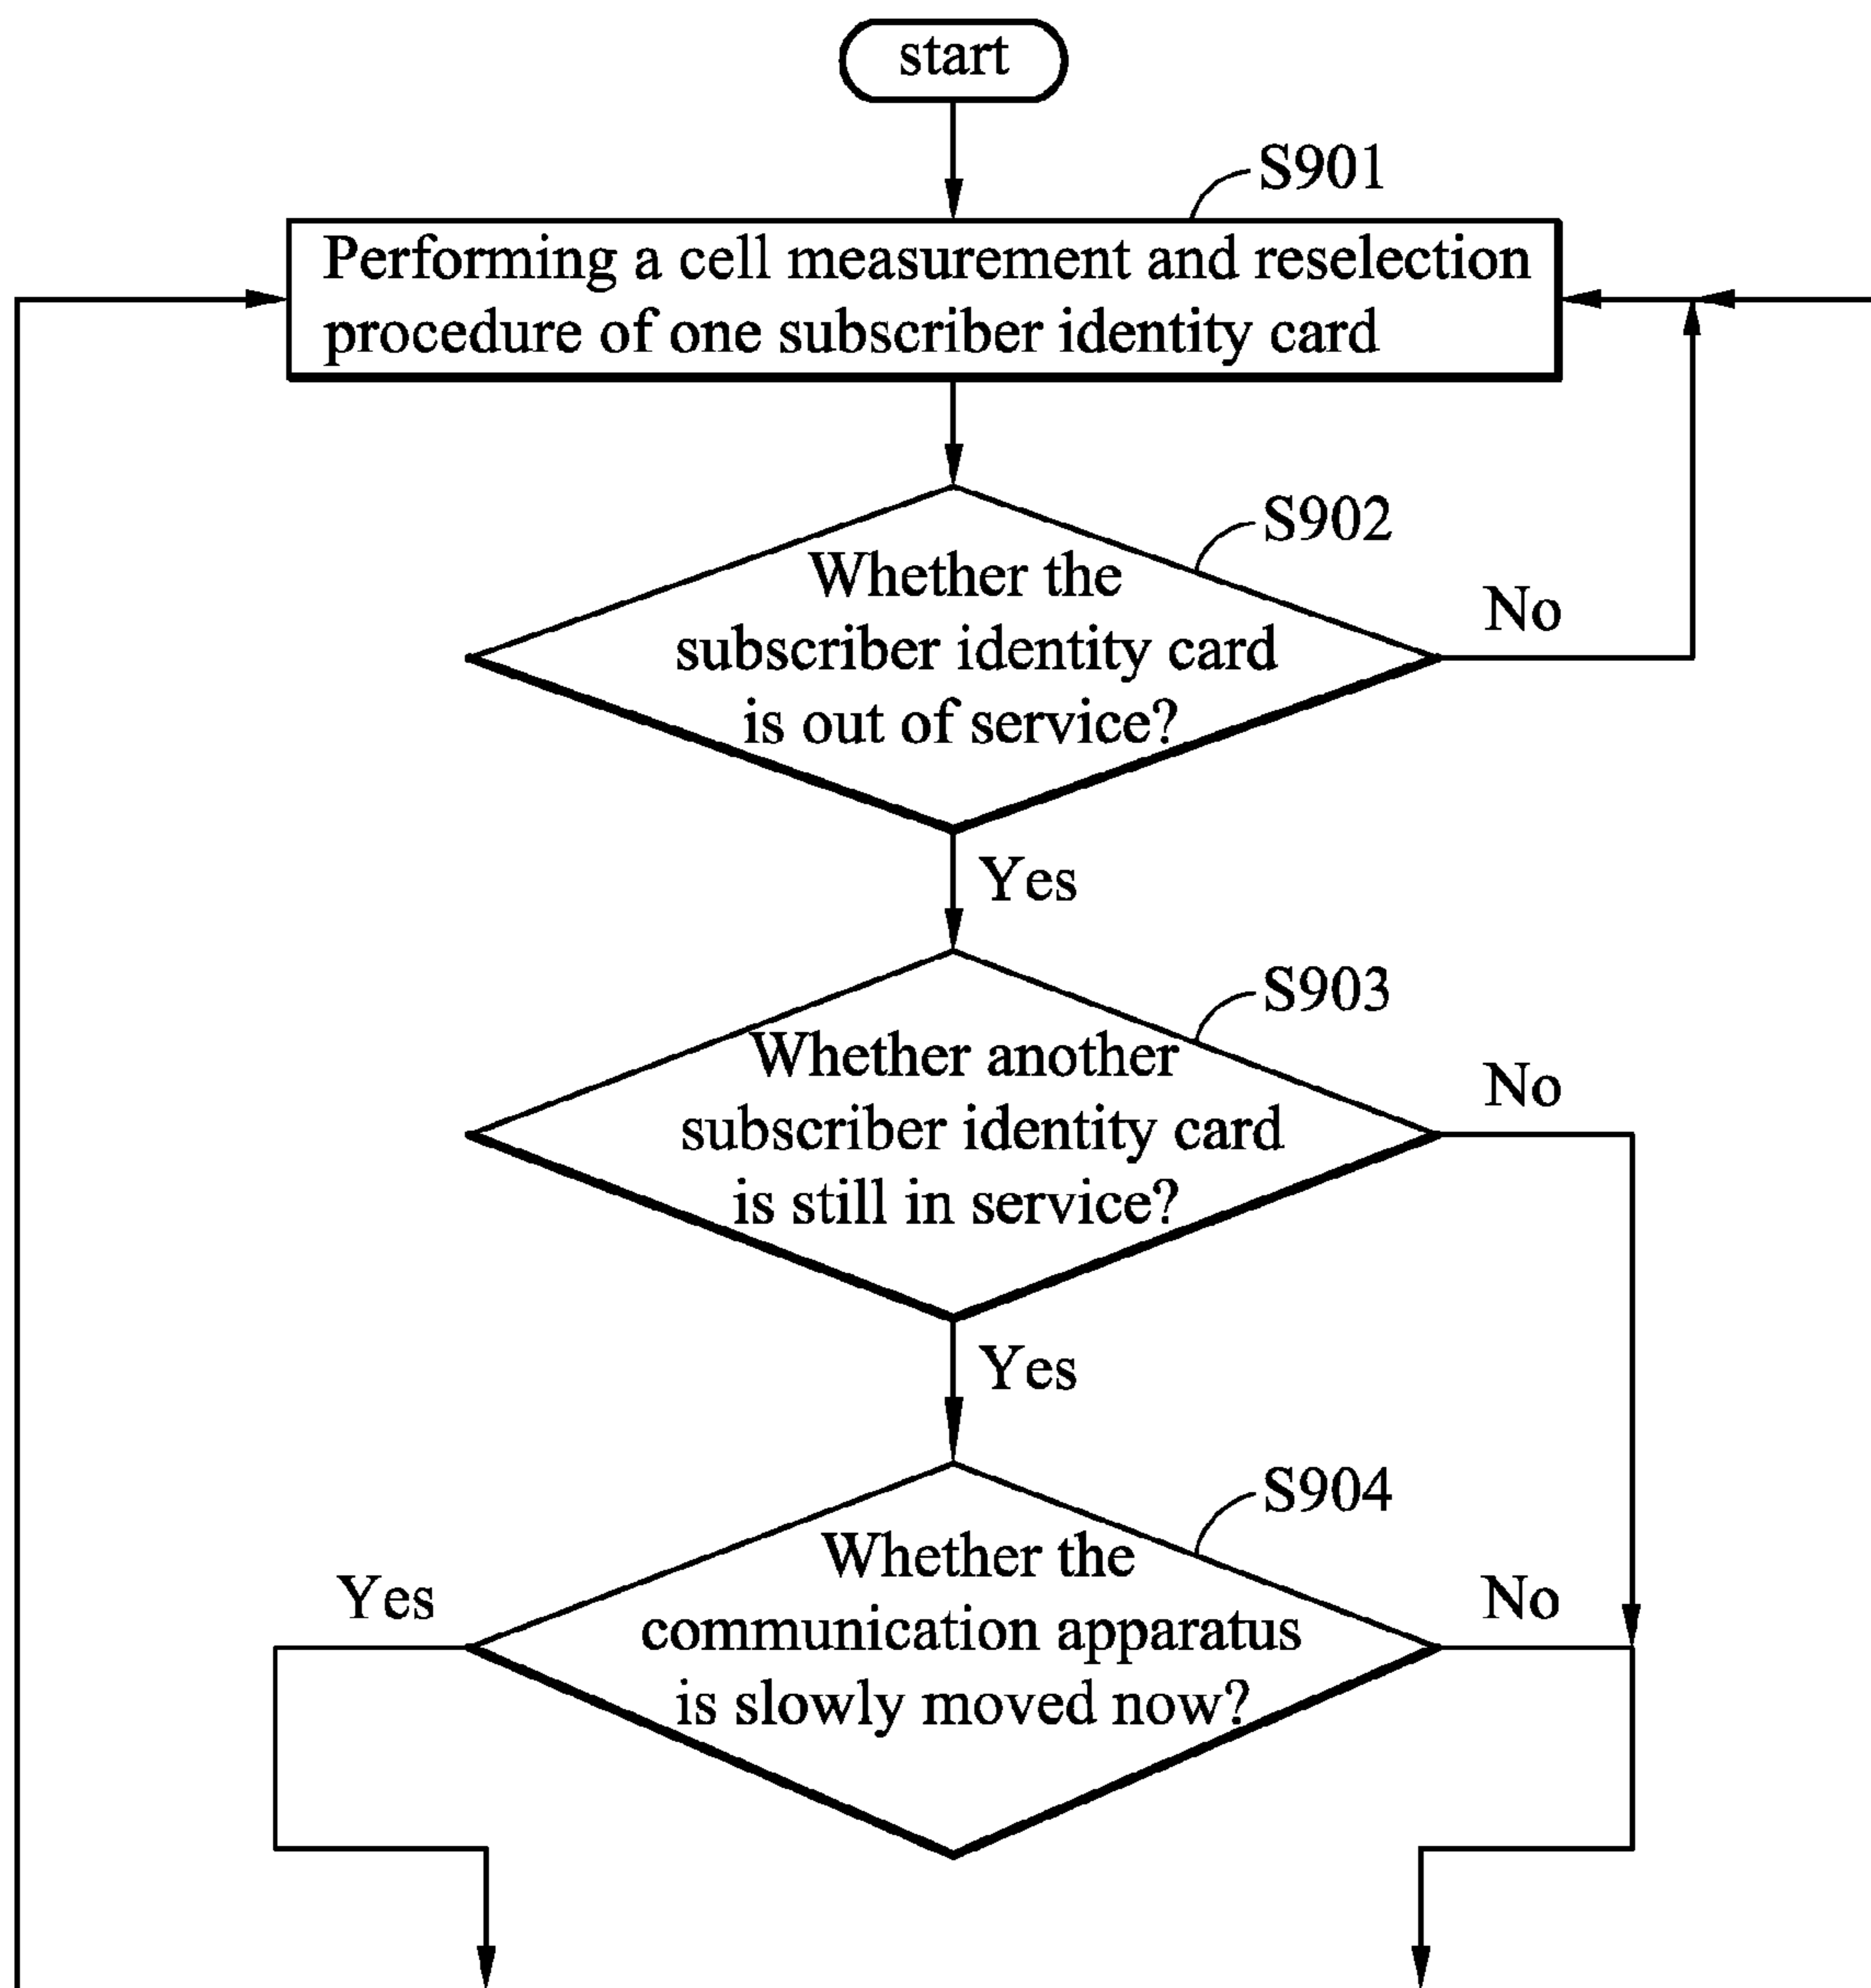 start
S901
Performing a cell measurement and reselection
procedure of one subscriber identity card
S902
Whether the
subscriber identity card
is out of service?
No
Yes
S903
Whether another
subscriber identity card
is still in service?
No
Yes
S904
Whether the
communication apparatus
is slowly moved now?
Yes
No